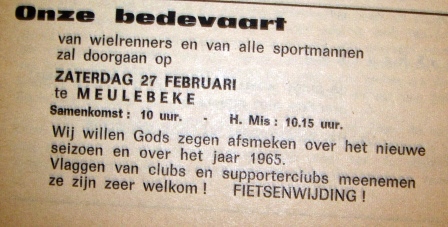 Onze bedevaart
van wielrenners en van alle sportmannen
zal doorgaan op
ZATERDAG 27 FEBRUARI
te MEULEBEKE
Samenkomst : 10 uur. - H. Mis : 10.15 uur.
Wij willen Gods zegen afsmeken over het nieuwe
seizoen en over het jaar 1965.
Vlaggen van clubs en supporterclubs meenemen
ze zijn zeer welkom ! FIETSENWIJDING !